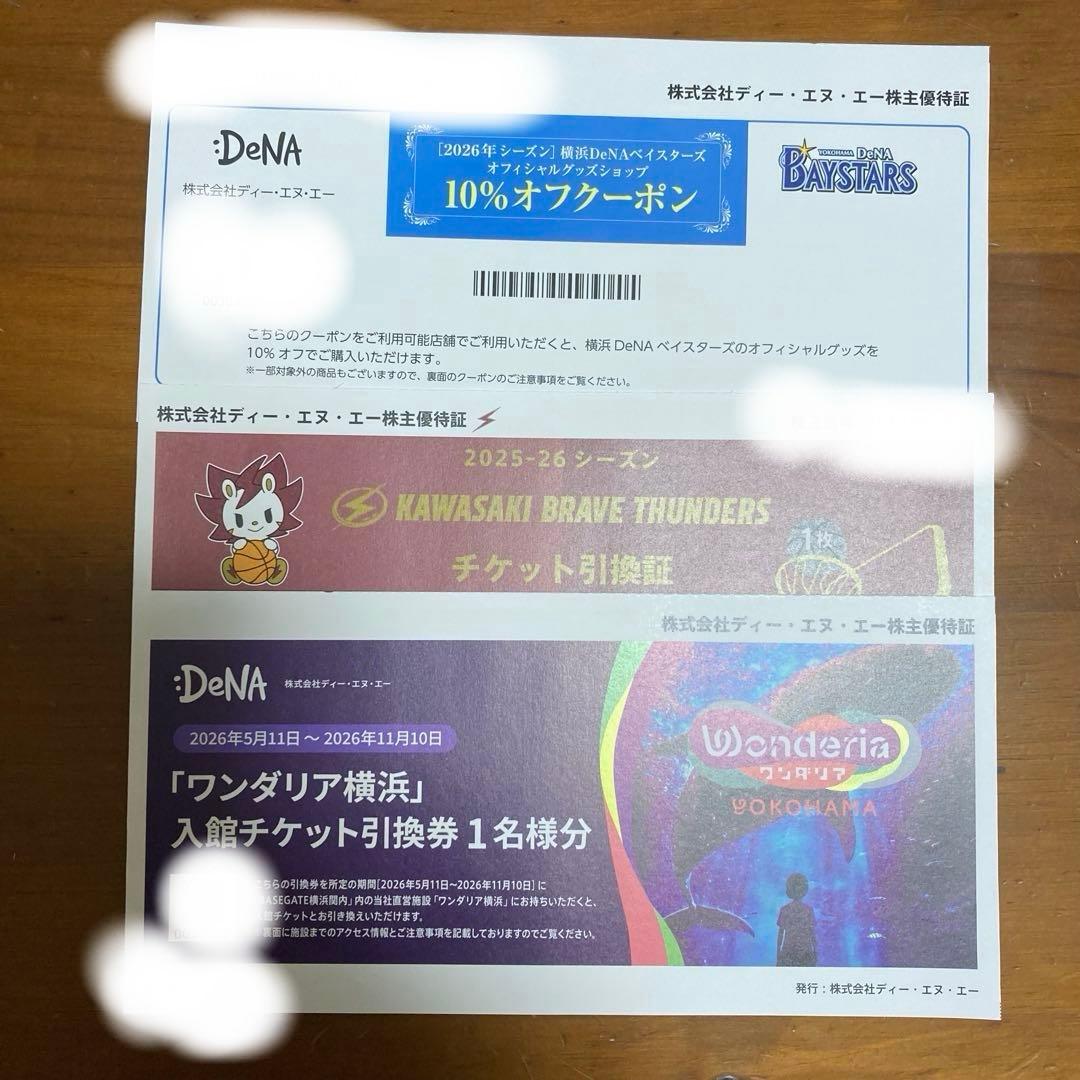 株式会社ディー・エヌ・エー株主優待証
:DeNA
株式会社ディー・エヌ・エー
[2026年シーズン] 横浜DeNAベイスターズ
オフィシャルグッズショップ
10%オフクーポン
YOKOHAMA DeNA
BAYSTARS
こちらのクーポンをご利用可能店舗でご利用いただくと、横浜 DeNA ベイスターズのオフィシャルグッズを
10% オフでご購入いただけます。
※一部対象外の商品もございますので、裏面のクーポンのご注意事項をご覧ください。
株式会社ディー・エヌ・エー株主優待証
2025-26 シーズン
KAWASAKI BRAVE THUNDERS
チケット引換証
1枚
株式会社ディー・エヌ・エー株主優待証
:DeNA 株式会社ディー・エヌ・エー
2026年5月11日 〜 2026年11月10日
「ワンダリア横浜」
入館チケット引換券 1 名様分
こちらの引換券を所定の期間[2026年5月11日〜2026年11月10日] に
BASEGATE横浜関内」内の当社直営施設「ワンダリア横浜」にお持ちいただくと、
入館チケットとお引き換えいただけます。
裏面に施設までのアクセス情報とご注意事項を記載しておりますのでご覧ください。
Wonderia
ワンダリア
YOKOHAMA
発行：株式会社ディー・エヌ・エー